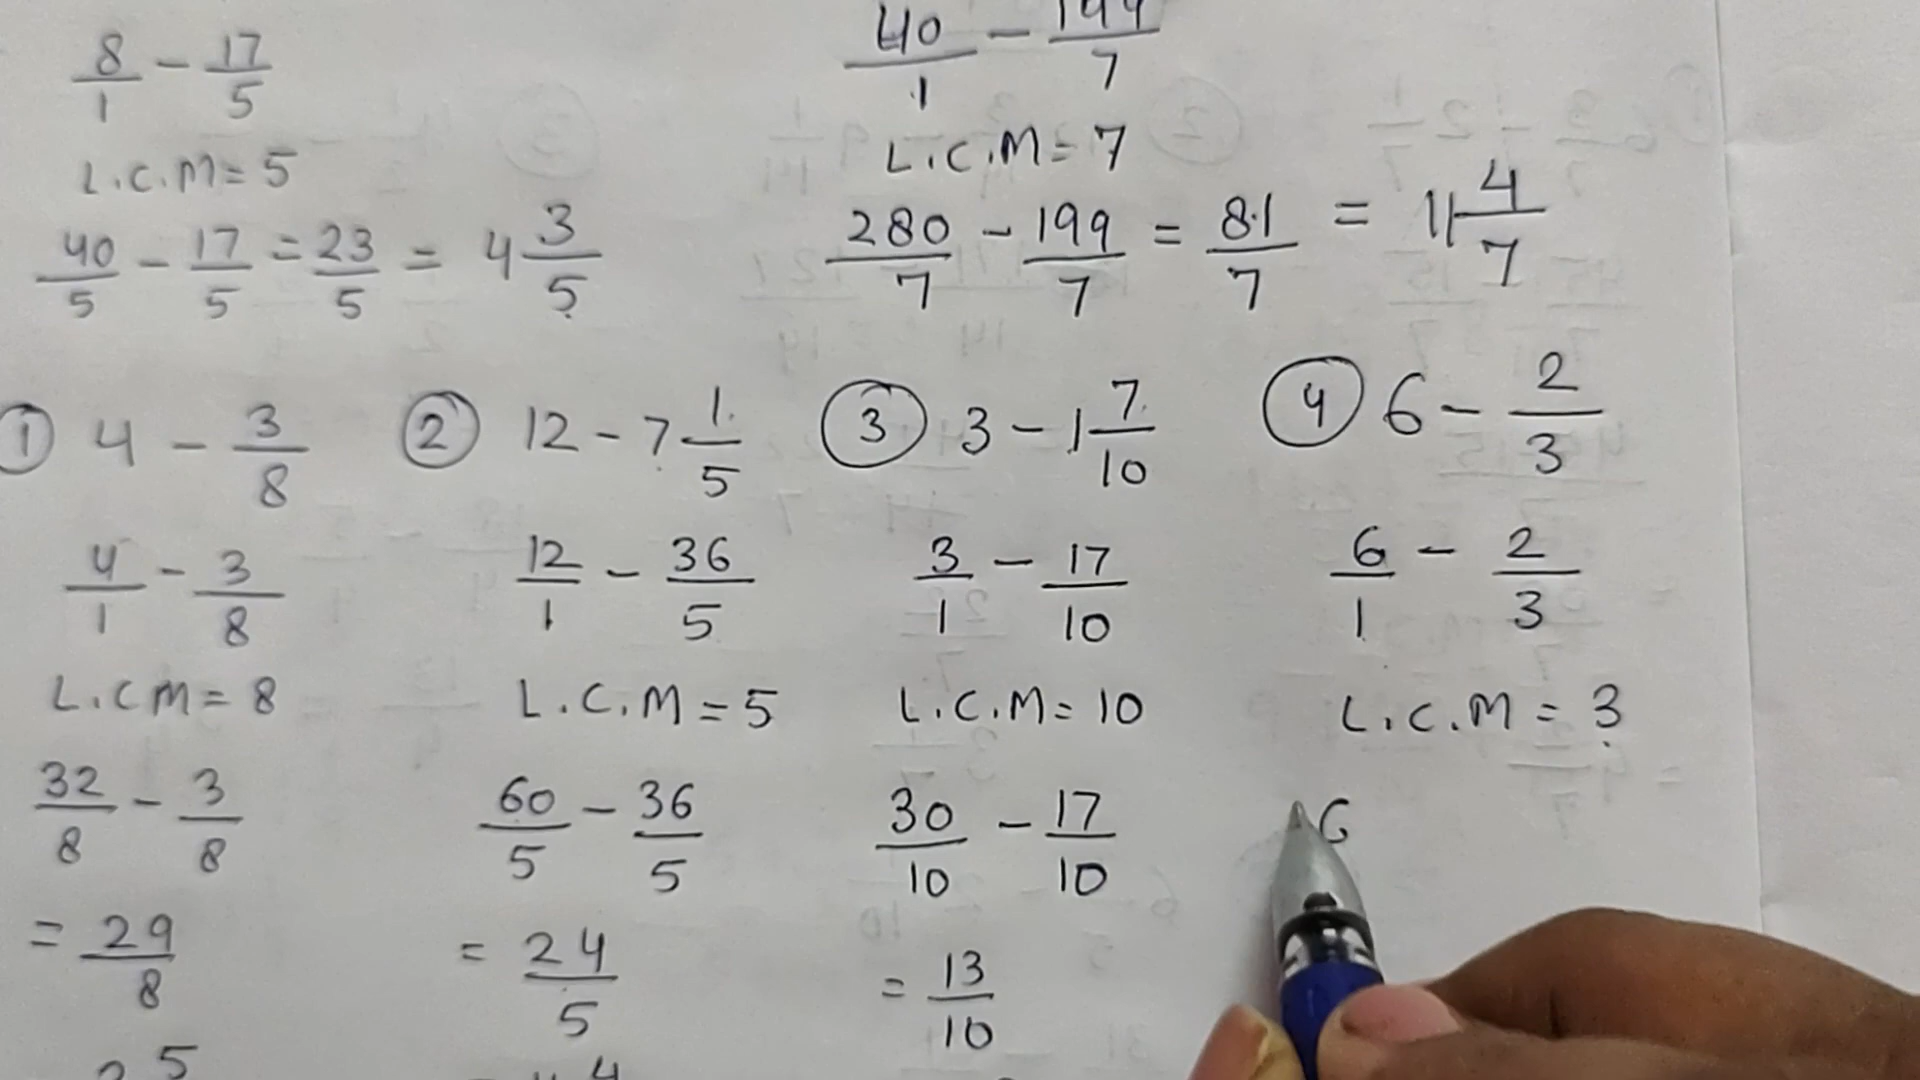 8/1 - 17/5
L.C.M = 5
40/5 - 17/5 = 23/5 = 4 3/5
40/1 - 199/7
L.C.M = 7
280/7 - 199/7 = 81/7 = 11 4/7
① 4 - 3/8
4/1 - 3/8
L.C M = 8
32/8 - 3/8
= 29/8
5
② 12 - 7 1/5
12/1 - 36/5
L.C.M = 5
60/5 - 36/5
= 24/5
4
③ 3 - 1 7/10
3/1 - 17/10
L.C.M = 10
30/10 - 17/10
= 13/10
④ 6 - 2/3
6/1 - 2/3
L.C.M = 3
6